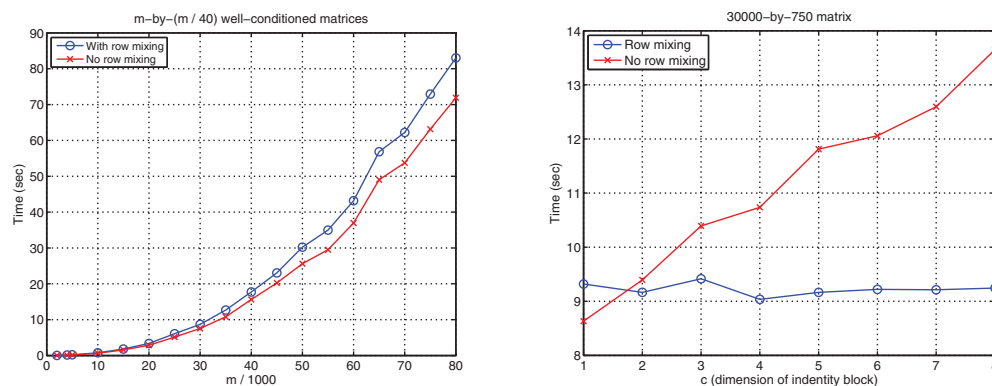 m−by−(m / 40) well−conditioned matrices
90
80
70
60
50
40
30
20
10
0
Time (sec)
With row mixing
No row mixing
0 10 20 30 40 50 60 70 80
m / 1000
30000−by−750 matrix
14
13
12
11
10
9
8
Time (sec)
Row mixing
No row mixing
1 2 3 4 5 6 7
c (dimension of indentity block)